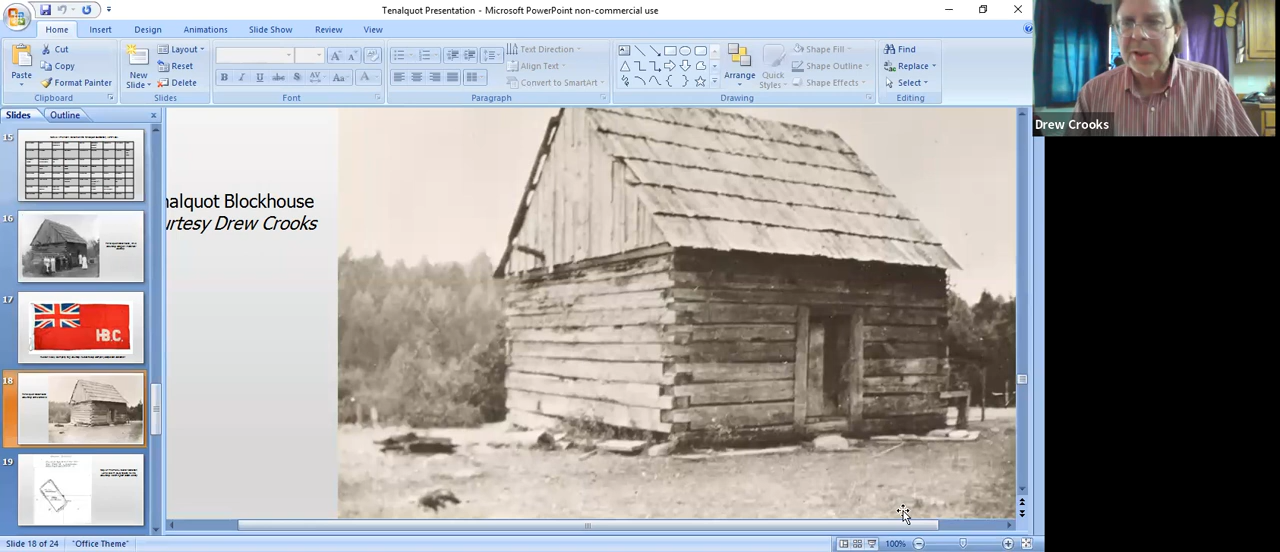 Tenalquot Presentation - Microsoft PowerPoint non-commercial use
Home Insert Design Animations Slide Show Review View
Paste
Cut
Copy
Format Painter
Clipboard
New
Slide
Layout
Reset
Delete
Slides
B I U abc AV Aa A
Font
Text Direction
Align Text
Convert to SmartArt
Paragraph
Arrange
Quick
Styles
Shape Fill
Shape Outline
Shape Effects
Drawing
Find
Replace
Select
Editing
Drew Crooks
Slides Outline
15
16
17
H.B.C.
18
19
nalquot Blockhouse
urtesy Drew Crooks
Slide 18 of 24 "Office Theme" 100%